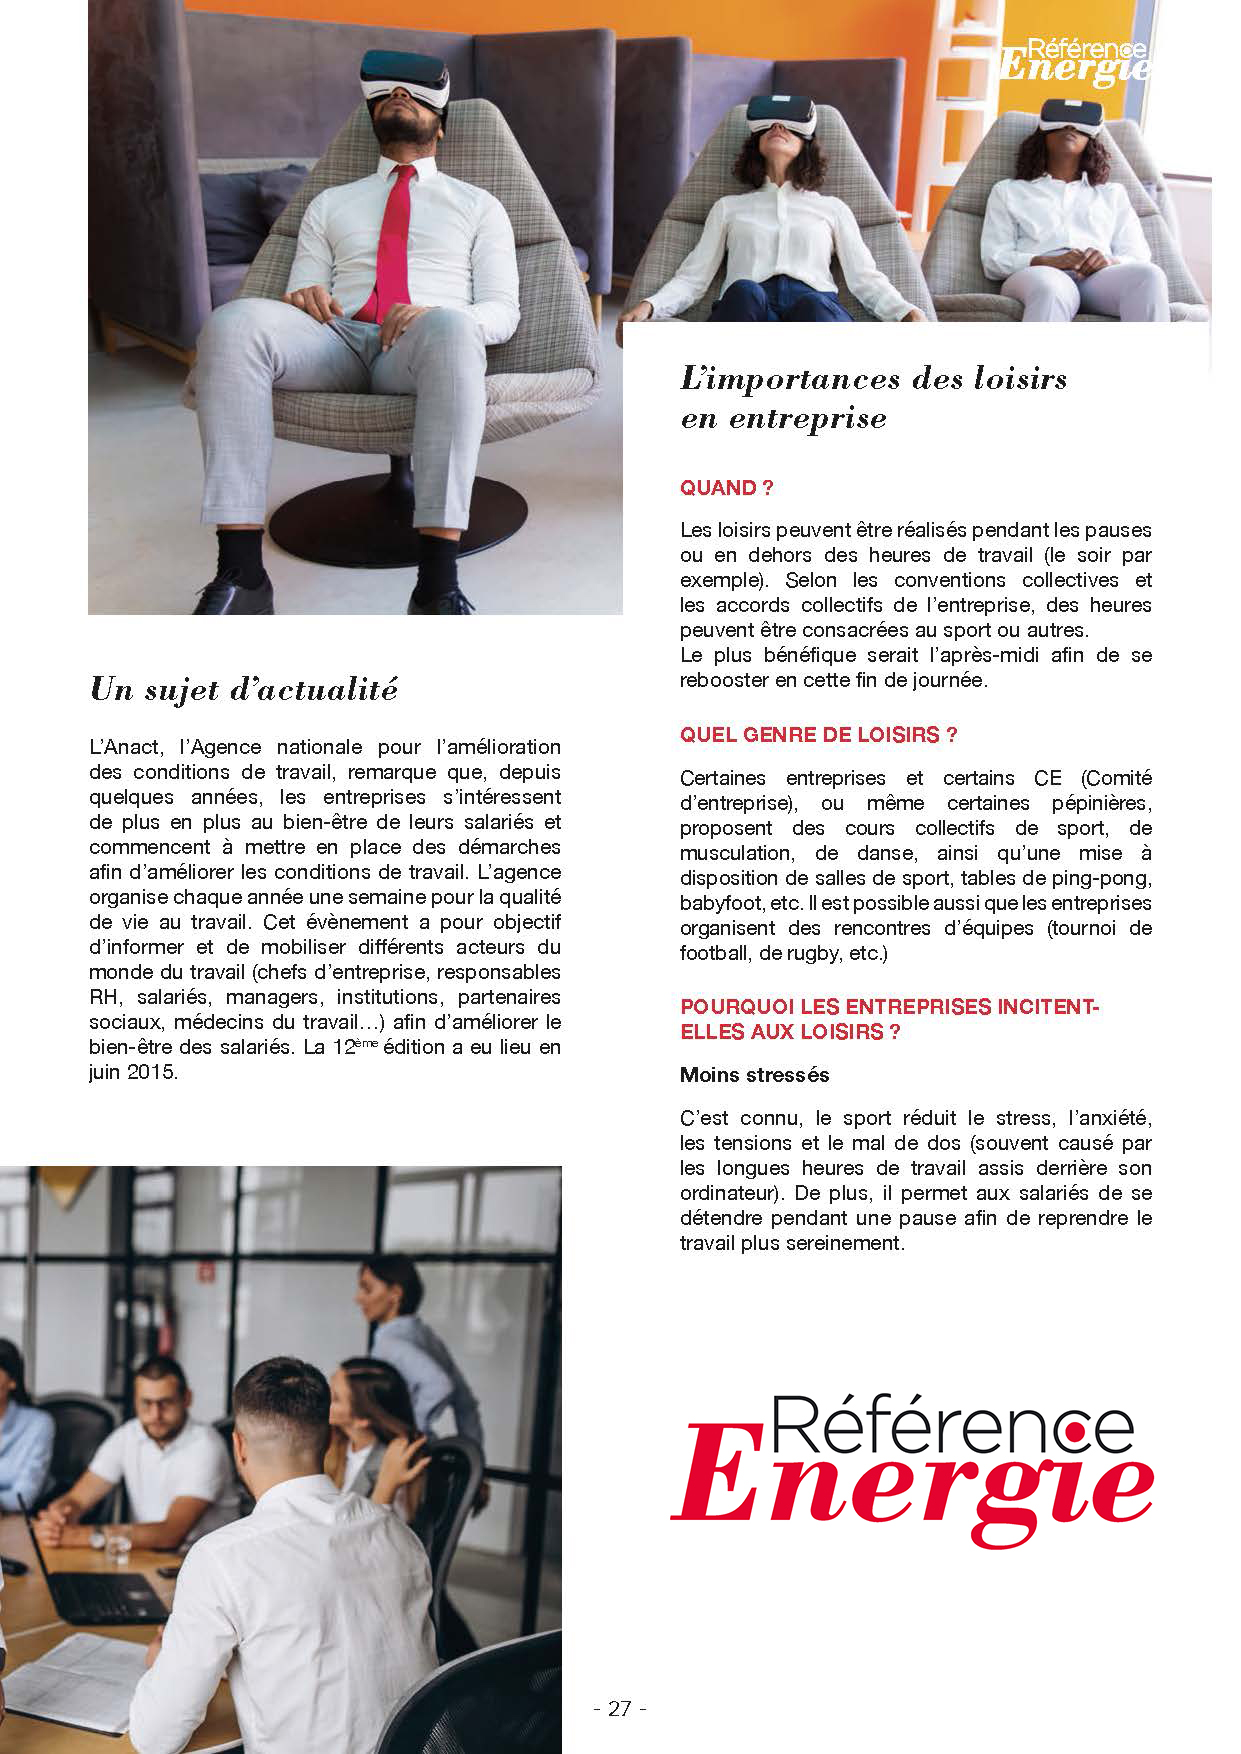 Référence
Energie
Un sujet d’actualité
L’Anact, l’Agence nationale pour l’amélioration
des conditions de travail, remarque que, depuis
quelques années, les entreprises s’intéressent
de plus en plus au bien-être de leurs salariés et
commencent à mettre en place des démarches
afin d’améliorer les conditions de travail. L’agence
organise chaque année une semaine pour la qualité
de vie au travail. Cet évènement a pour objectif
d’informer et de mobiliser différents acteurs du
monde du travail (chefs d’entreprise, responsables
RH, salariés, managers, institutions, partenaires
sociaux, médecins du travail…) afin d’améliorer le
bien-être des salariés. La 12ème édition a eu lieu en
juin 2015.
L’importances des loisirs
en entreprise
QUAND ?
Les loisirs peuvent être réalisés pendant les pauses
ou en dehors des heures de travail (le soir par
exemple). Selon les conventions collectives et
les accords collectifs de l’entreprise, des heures
peuvent être consacrées au sport ou autres.
Le plus bénéfique serait l’après-midi afin de se
rebooster en cette fin de journée.
QUEL GENRE DE LOISIRS ?
Certaines entreprises et certains CE (Comité
d’entreprise), ou même certaines pépinières,
proposent des cours collectifs de sport, de
musculation, de danse, ainsi qu’une mise à
disposition de salles de sport, tables de ping-pong,
babyfoot, etc. Il est possible aussi que les entreprises
organisent des rencontres d’équipes (tournoi de
football, de rugby, etc.)
POURQUOI LES ENTREPRISES INCITENT-
ELLES AUX LOISIRS ?
Moins stressés
C’est connu, le sport réduit le stress, l’anxiété,
les tensions et le mal de dos (souvent causé par
les longues heures de travail assis derrière son
ordinateur). De plus, il permet aux salariés de se
détendre pendant une pause afin de reprendre le
travail plus sereinement.
Référence
Energie
- 27 -